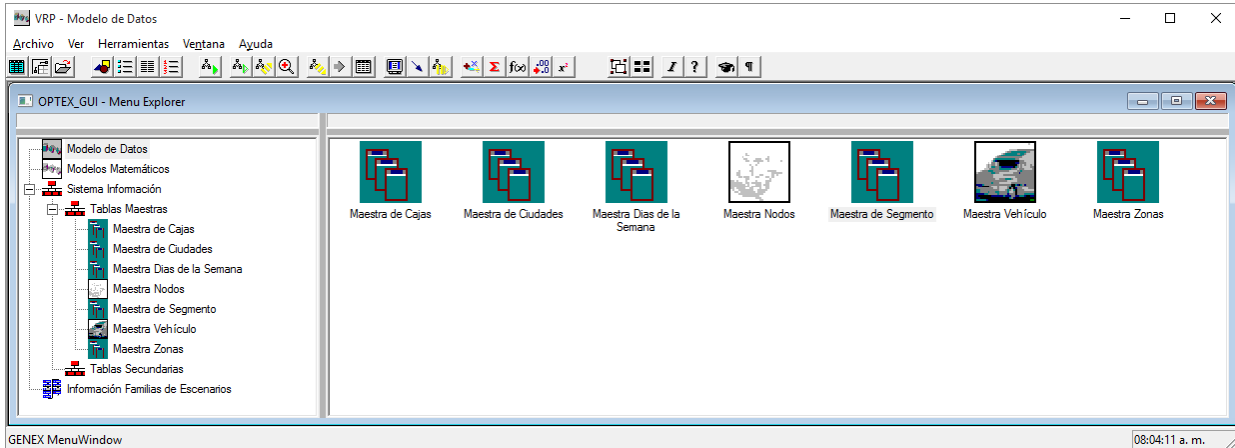 VRP - Modelo de Datos
Archivo Ver Herramientas Ventana Ayuda
OPTEX_GUI - Menu Explorer
Modelo de Datos
Modelos Matemáticos
Sistema Información
Tablas Maestras
Maestra de Cajas
Maestra de Ciudades
Maestra Dias de la Semana
Maestra Nodos
Maestra de Segmento
Maestra Vehículo
Maestra Zonas
Tablas Secundarias
Información Familias de Escenarios
Maestra de Cajas
Maestra de Ciudades
Maestra Dias de la
Semana
Maestra Nodos
Maestra de Segmento
Maestra Vehículo
Maestra Zonas
GENEX MenuWindow
08:04:11 a. m.